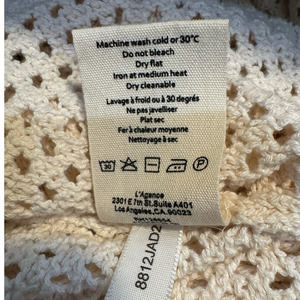 Machine wash cold or 30°C
Do not bleach
Dry flat
Iron at medium heat
Dry cleanable
Lavage à froid ou à 30 degrés
Ne pas javelliser
Plat sec
Fer à chaleur moyenne
Nettoyage à sec
30
P
L'Agence
2301 E 7th St.Suite A401
Los Angeles, CA.90023
8812JAD2